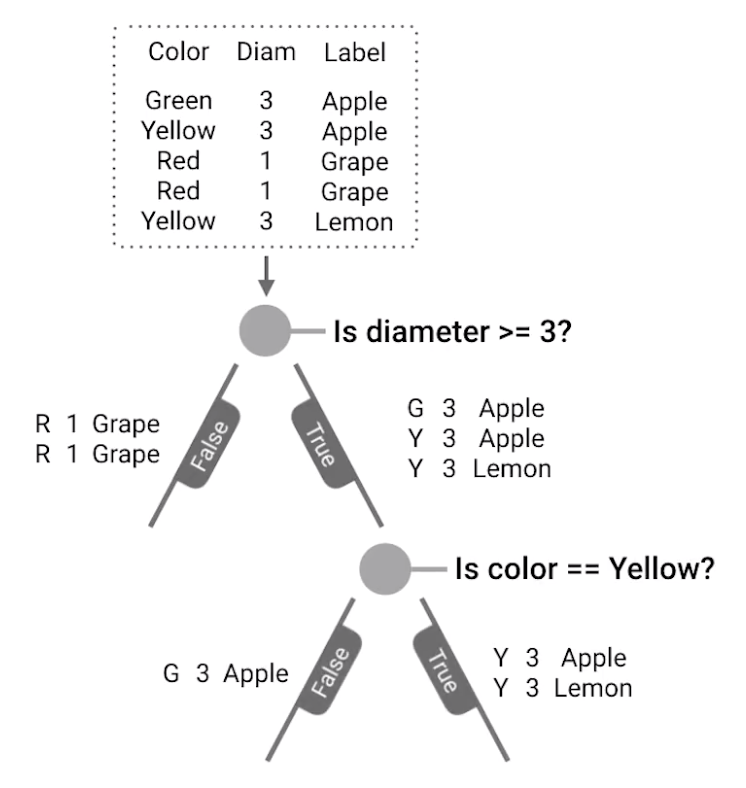 Color Diam Label
Green 3 Apple
Yellow 3 Apple
Red 1 Grape
Red 1 Grape
Yellow 3 Lemon
Is diameter >= 3?
R 1 Grape
R 1 Grape
False
True
G 3 Apple
Y 3 Apple
Y 3 Lemon
Is color == Yellow?
G 3 Apple
False
True
Y 3 Apple
Y 3 Lemon